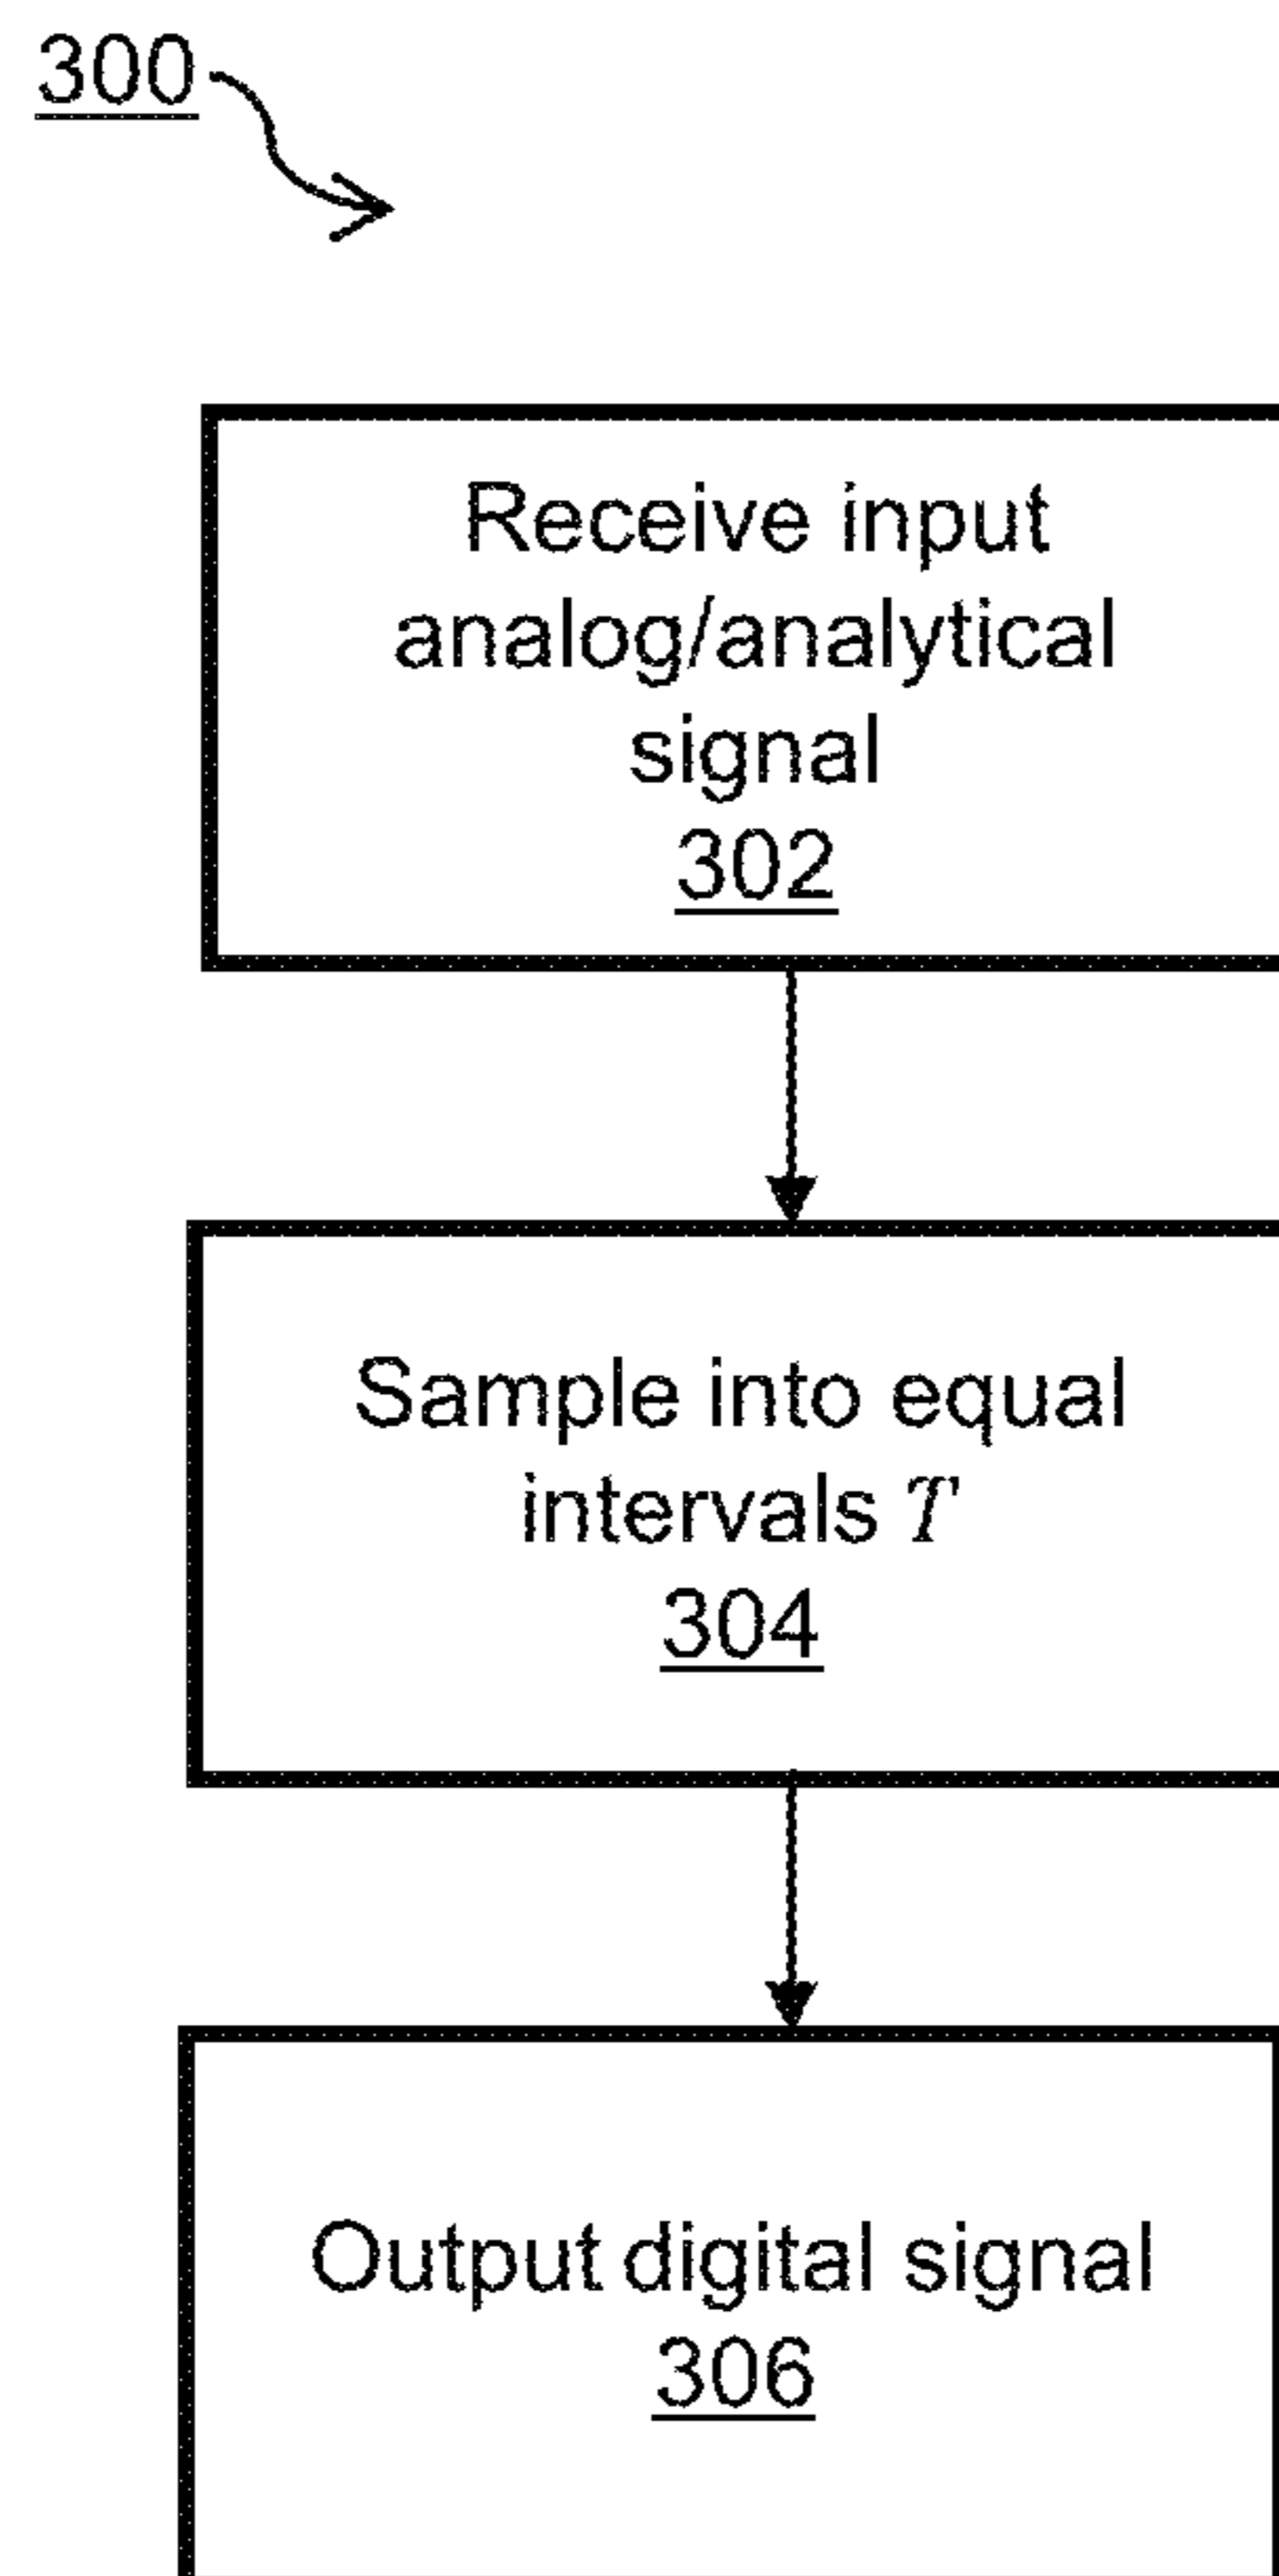 300
Receive input
analog/analytical
signal
302
Sample into equal
intervals T
304
Output digital signal
306